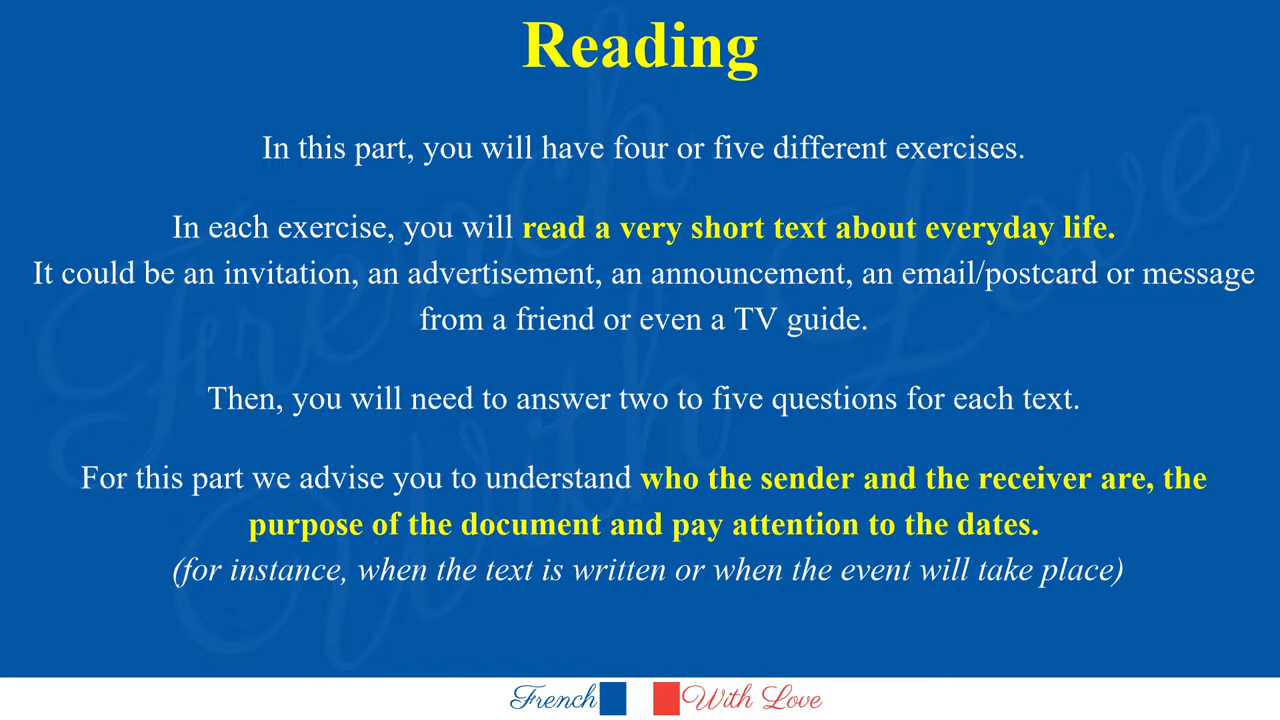 Reading
In this part, you will have four or five different exercises.
In each exercise, you will read a very short text about everyday life.
It could be an invitation, an advertisement, an announcement, an email/postcard or message
from a friend or even a TV guide.
Then, you will need to answer two to five questions for each text.
For this part we advise you to understand who the sender and the receiver are, the
purpose of the document and pay attention to the dates.
(for instance, when the text is written or when the event will take place)
French With Love
French With Love